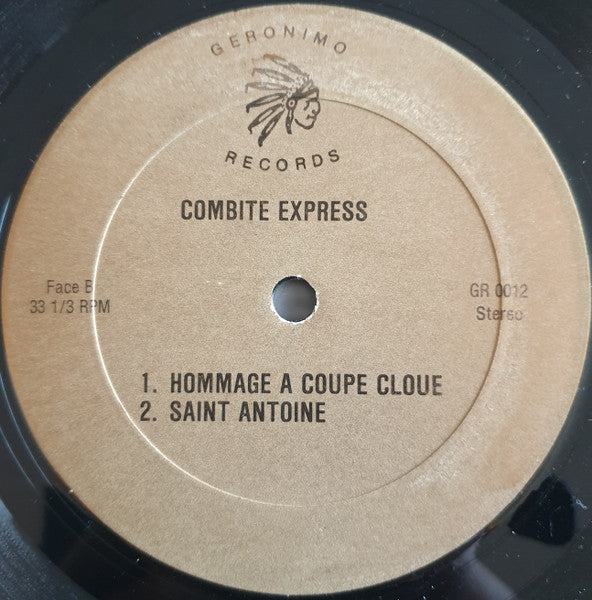 GERONIMO
RECORDS
COMBITE EXPRESS
Face B
33 1/3 RPM
GR 0012
Stereo
1. HOMMAGE A COUPE CLOUE
2. SAINT ANTOINE